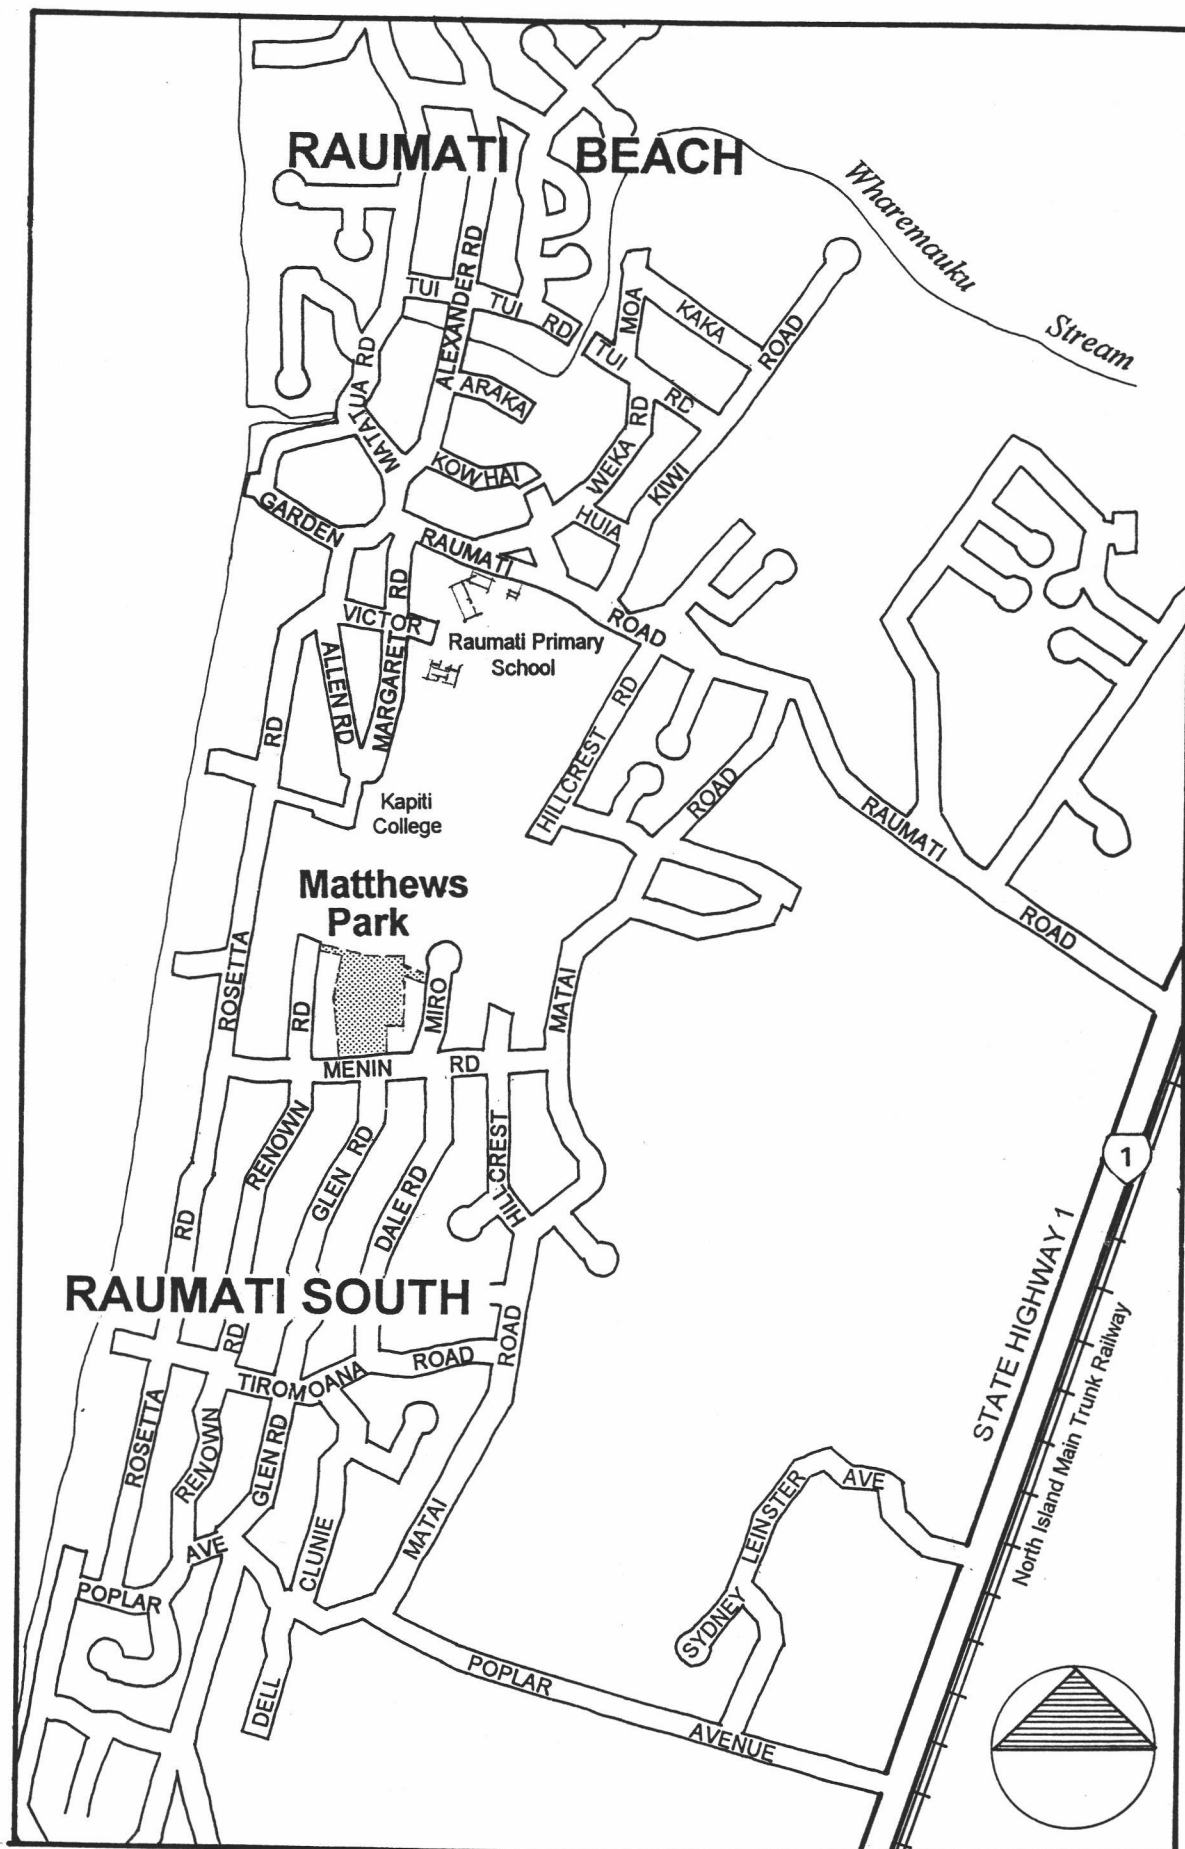 RAUMATI BEACH
Wharemauku
Stream
ALEXANDER RD
TUI
TUI RD
MOA
KAKA
ROAD
TUI
RD
MATATUA RD
ARAKA
WEKA RD
KIWI
KOWHAI
GARDEN
HUIA
RAUMATI
ROAD
VICTOR
MARGARET RD
ALLEN RD
Raumati Primary
School
HILLCREST RD
RD
ROAD
Kapiti
College
RAUMATI
ROAD
Matthews
Park
ROSETTA
RD
MIRO
MATAI
MENIN RD
RENOWN
GLEN RD
DALE RD
HILLCREST
1
RD
STATE HIGHWAY 1
North Island Main Trunk Railway
RAUMATI SOUTH
RD
ROAD
TIROMOANA ROAD
ROSETTA
RENOWN
GLEN RD
CLUNIE
MATAI
LEINSTER AVE
SYDNEY
POPLAR
AVE
DELL
POPLAR
AVENUE